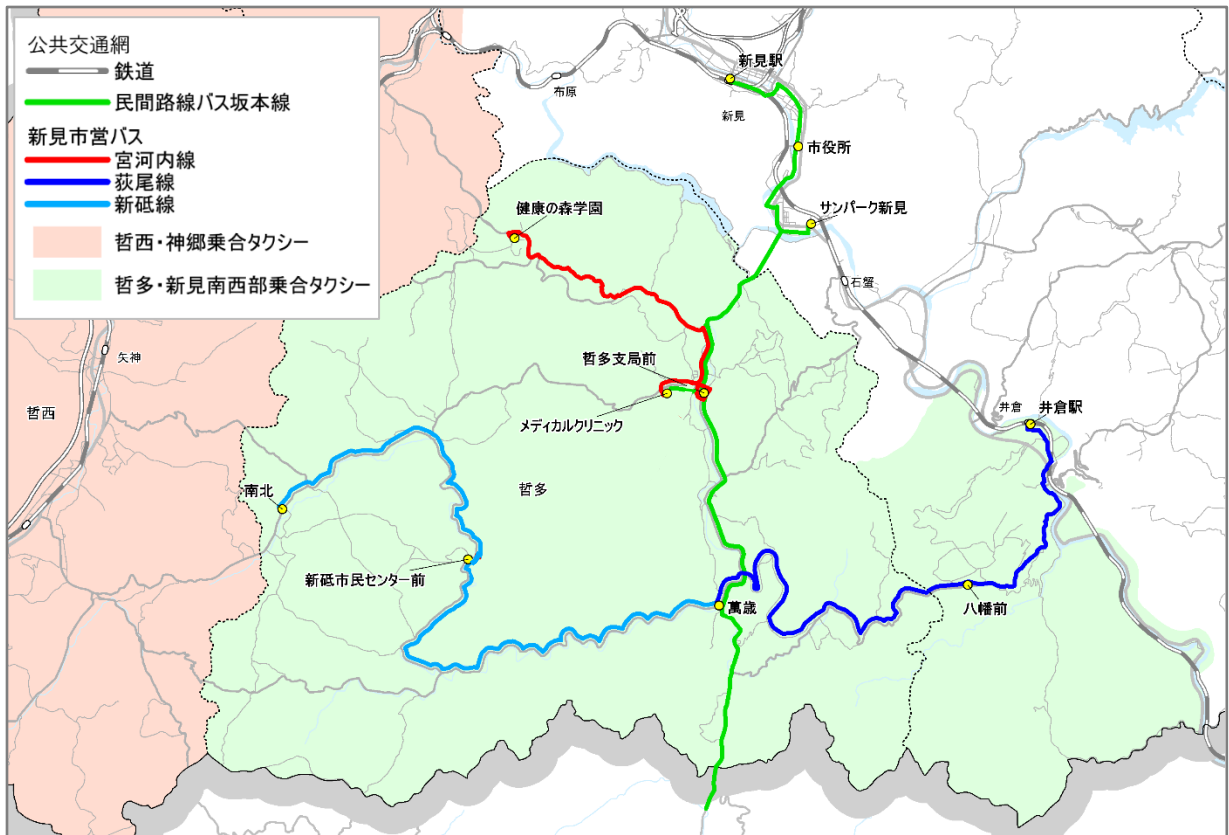 公共交通網
鉄道
民間路線バス坂本線
新見市営バス
宮河内線
荻尾線
新砥線
哲西・神郷乗合タクシー
哲多・新見南西部乗合タクシー
新見駅
布原
新見
市役所
健康の森学園
サンパーク新見
石蟹
矢神
哲多支局前
哲西
井倉
井倉駅
メディカルクリニック
南北
哲多
新砥市民センター前
八幡前
萬歳